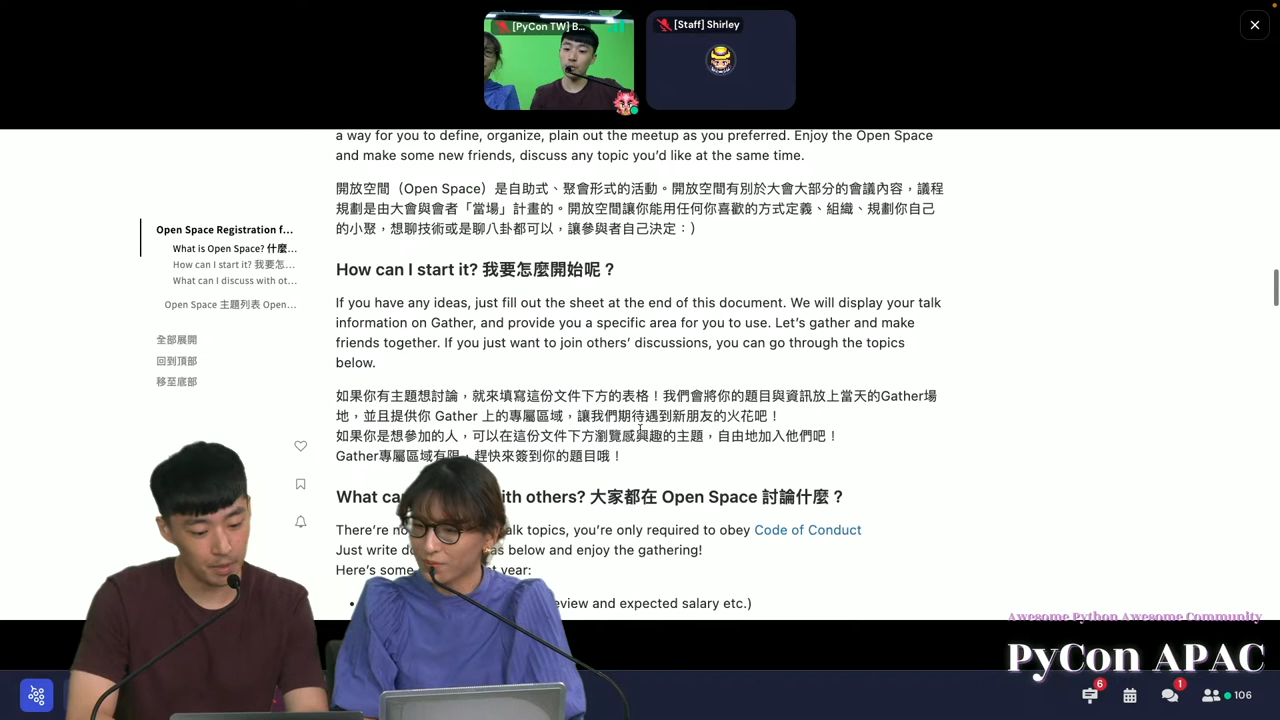 [PyCon TW] B...
[Staff] Shirley
a way for you to define, organize, plain out the meetup as you preferred. Enjoy the Open Space
and make some new friends, discuss any topic you'd like at the same time.
開放空間（Open Space）是自助式、聚會形式的活動。開放空間有別於大會大部分的會議內容，議程
規劃是由大會與會者「當場」計畫的。開放空間讓你能用任何你喜歡的方式定義、組織、規劃你自己
的小聚，想聊技術或是聊八卦都可以，讓參與者自己決定：)
Open Space Registration f...
What is Open Space? 什麼...
How can I start it? 我要怎...
What can I discuss with ot...
Open Space 主題列表 Open...
全部展開
回到頂部
移至底部
How can I start it? 我要怎麼開始呢？
If you have any ideas, just fill out the sheet at the end of this document. We will display your talk
information on Gather, and provide you a specific area for you to use. Let's gather and make
friends together. If you just want to join others' discussions, you can go through the topics
below.
如果你有主題想討論，就來填寫這份文件下方的表格！我們會將你的題目與資訊放上當天的Gather場
地，並且提供你 Gather 上的專屬區域，讓我們期待遇到新朋友的火花吧！
如果你是想參加的人，可以在這份文件下方瀏覽感興趣的主題，自由地加入他們吧！
Gather專屬區域有限，趕快來簽到你的題目哦！
What ca ith others? 大家都在 Open Space 討論什麼？
There're no alk topics, you're only required to obey Code of Conduct
Just write do as below and enjoy the gathering!
Here's some t year:
eview and expected salary etc.)
Awesome Python Awesome Community
PyCon APAC
6
1
106